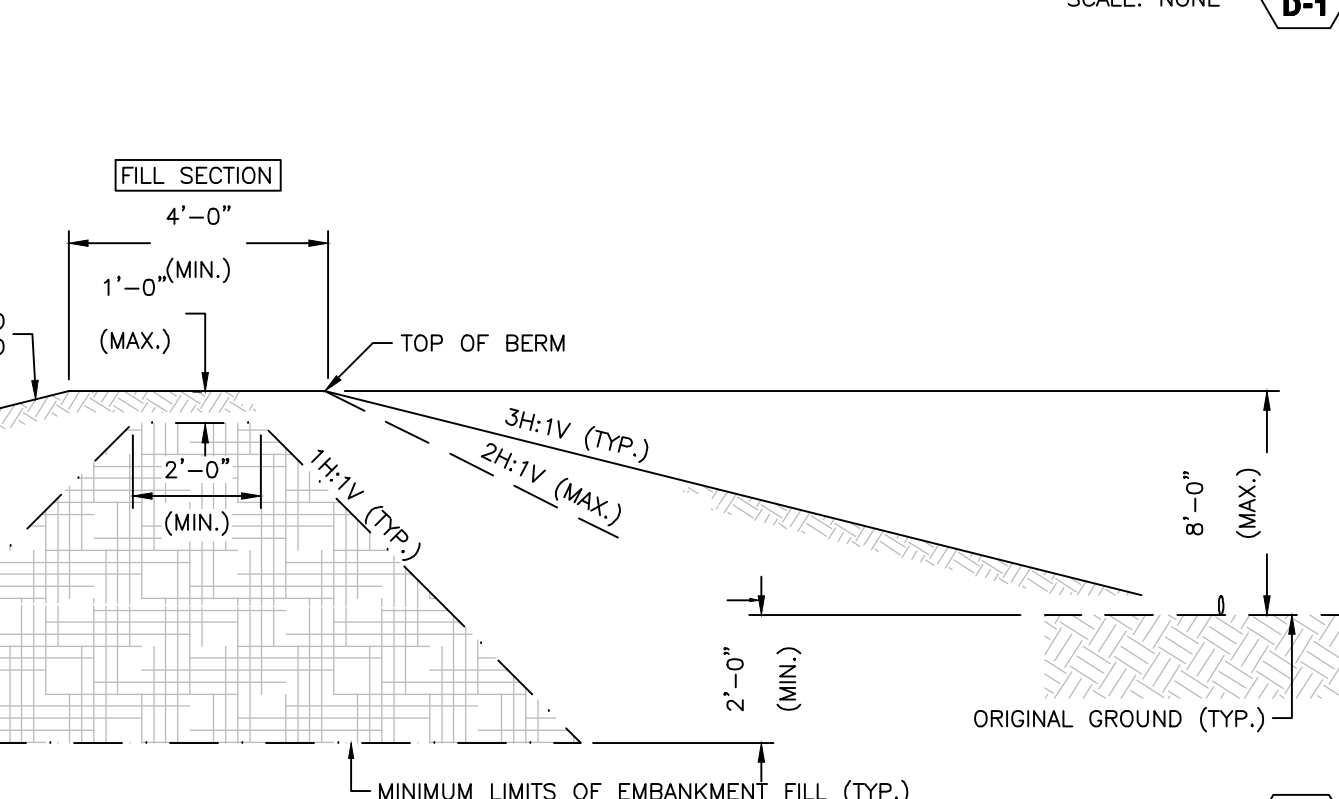 SCALE: NONE
D-1
FILL SECTION
4'-0"
(MIN.)
1'-0"
(MAX.)
TOP OF BERM
3H:1V (TYP.)
2H:1V (MAX.)
1H:1V (TYP.)
2'-0"
(MIN.)
8'-0"
(MAX.)
2'-0"
(MIN.)
ORIGINAL GROUND (TYP.)
MINIMUM LIMITS OF EMBANKMENT FILL (TYP.)